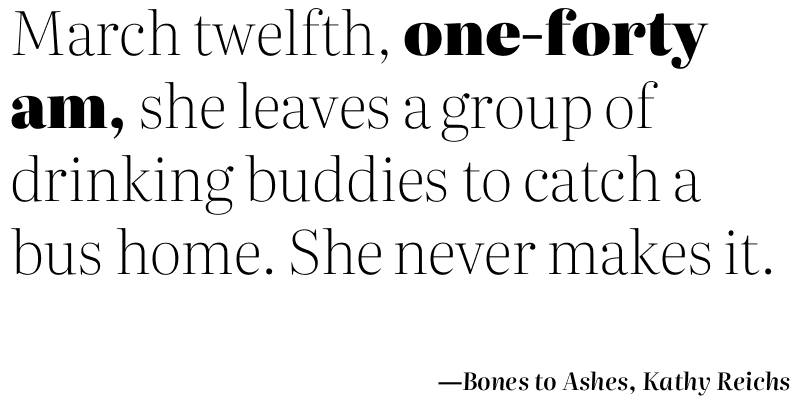 March twelfth, one-forty
am, she leaves a group of
drinking buddies to catch a
bus home. She never makes it.
—Bones to Ashes, Kathy Reichs